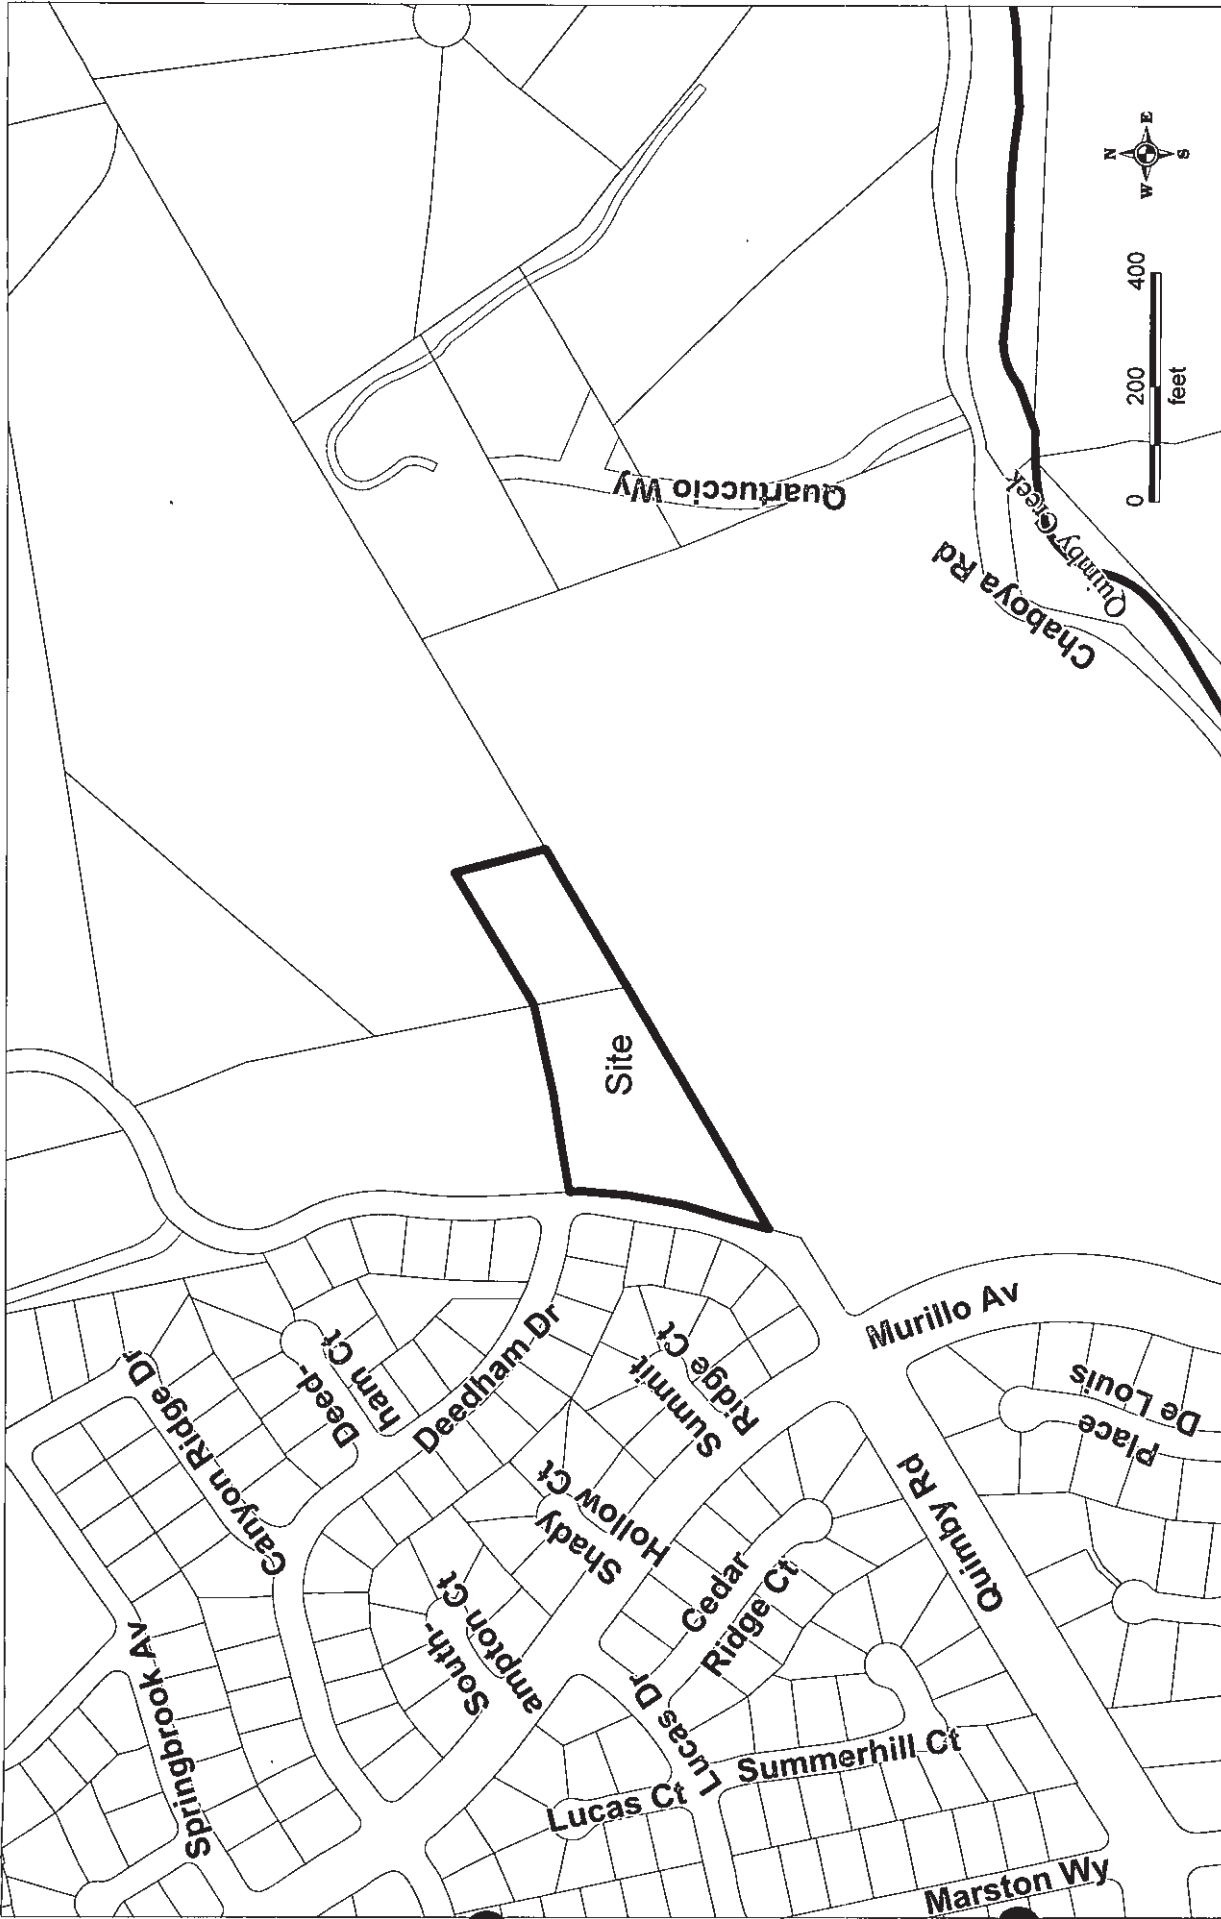 Springbrook Av
Canyon Ridge Dr
Deed-
ham Ct
Deedham Dr
South-
ampton Ct
Shady
Hollow Ct
Summit
Ridge Ct
Cedar
Ridge Ct
Lucas Dr
Lucas Ct
Summerhill Ct
Marston Wy
Quimby Rd
Murillo Av
De Louis
Place
Site
Quartuccio Wy
Chaboya Rd
Quimby Creek
N
W E
S
0 200 400
feet